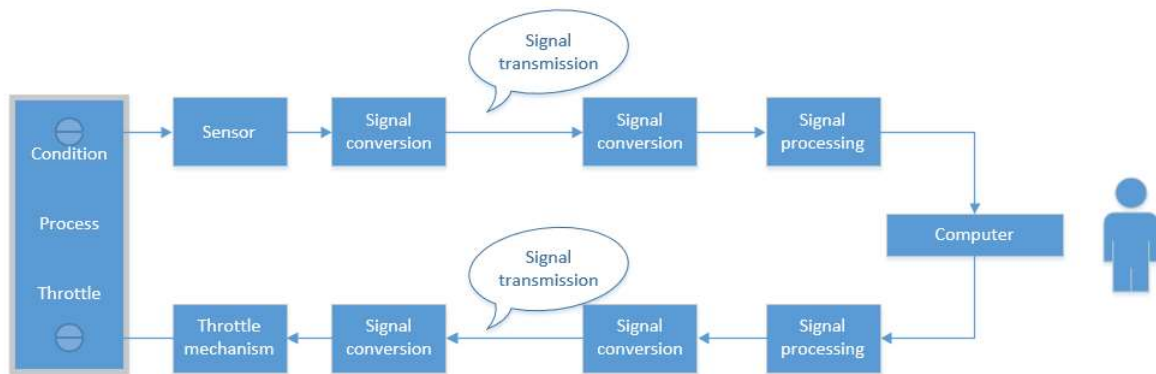 Signal
transmission
Condition
Process
Throttle
Sensor
Signal
conversion
Signal
conversion
Signal
processing
Computer
Signal
transmission
Throttle
mechanism
Signal
conversion
Signal
conversion
Signal
processing